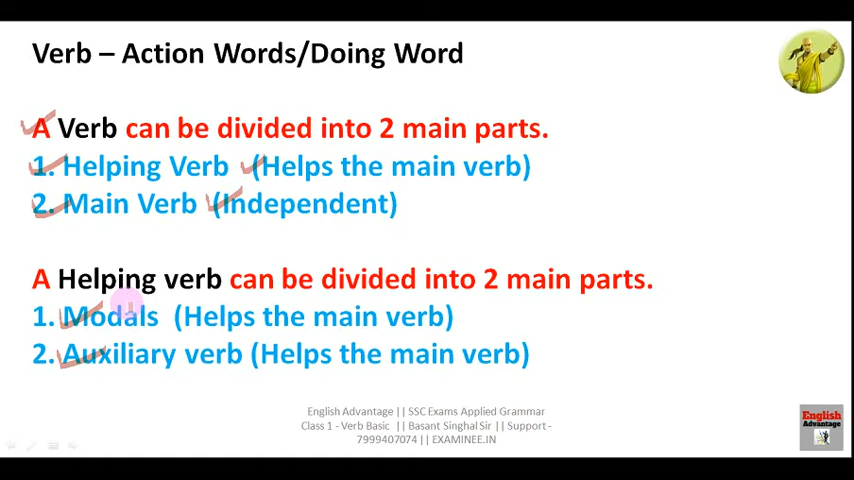 Verb – Action Words/Doing Word
A Verb can be divided into 2 main parts.
1. Helping Verb (Helps the main verb)
2. Main Verb (Independent)
A Helping verb can be divided into 2 main parts.
1. Modals (Helps the main verb)
2. Auxiliary verb (Helps the main verb)
English Advantage || SSC Exams Applied Grammar
Class 1 - Verb Basic || Basant Singhal Sir || Support -
7999407074 || EXAMINEE.IN
English
Advantage